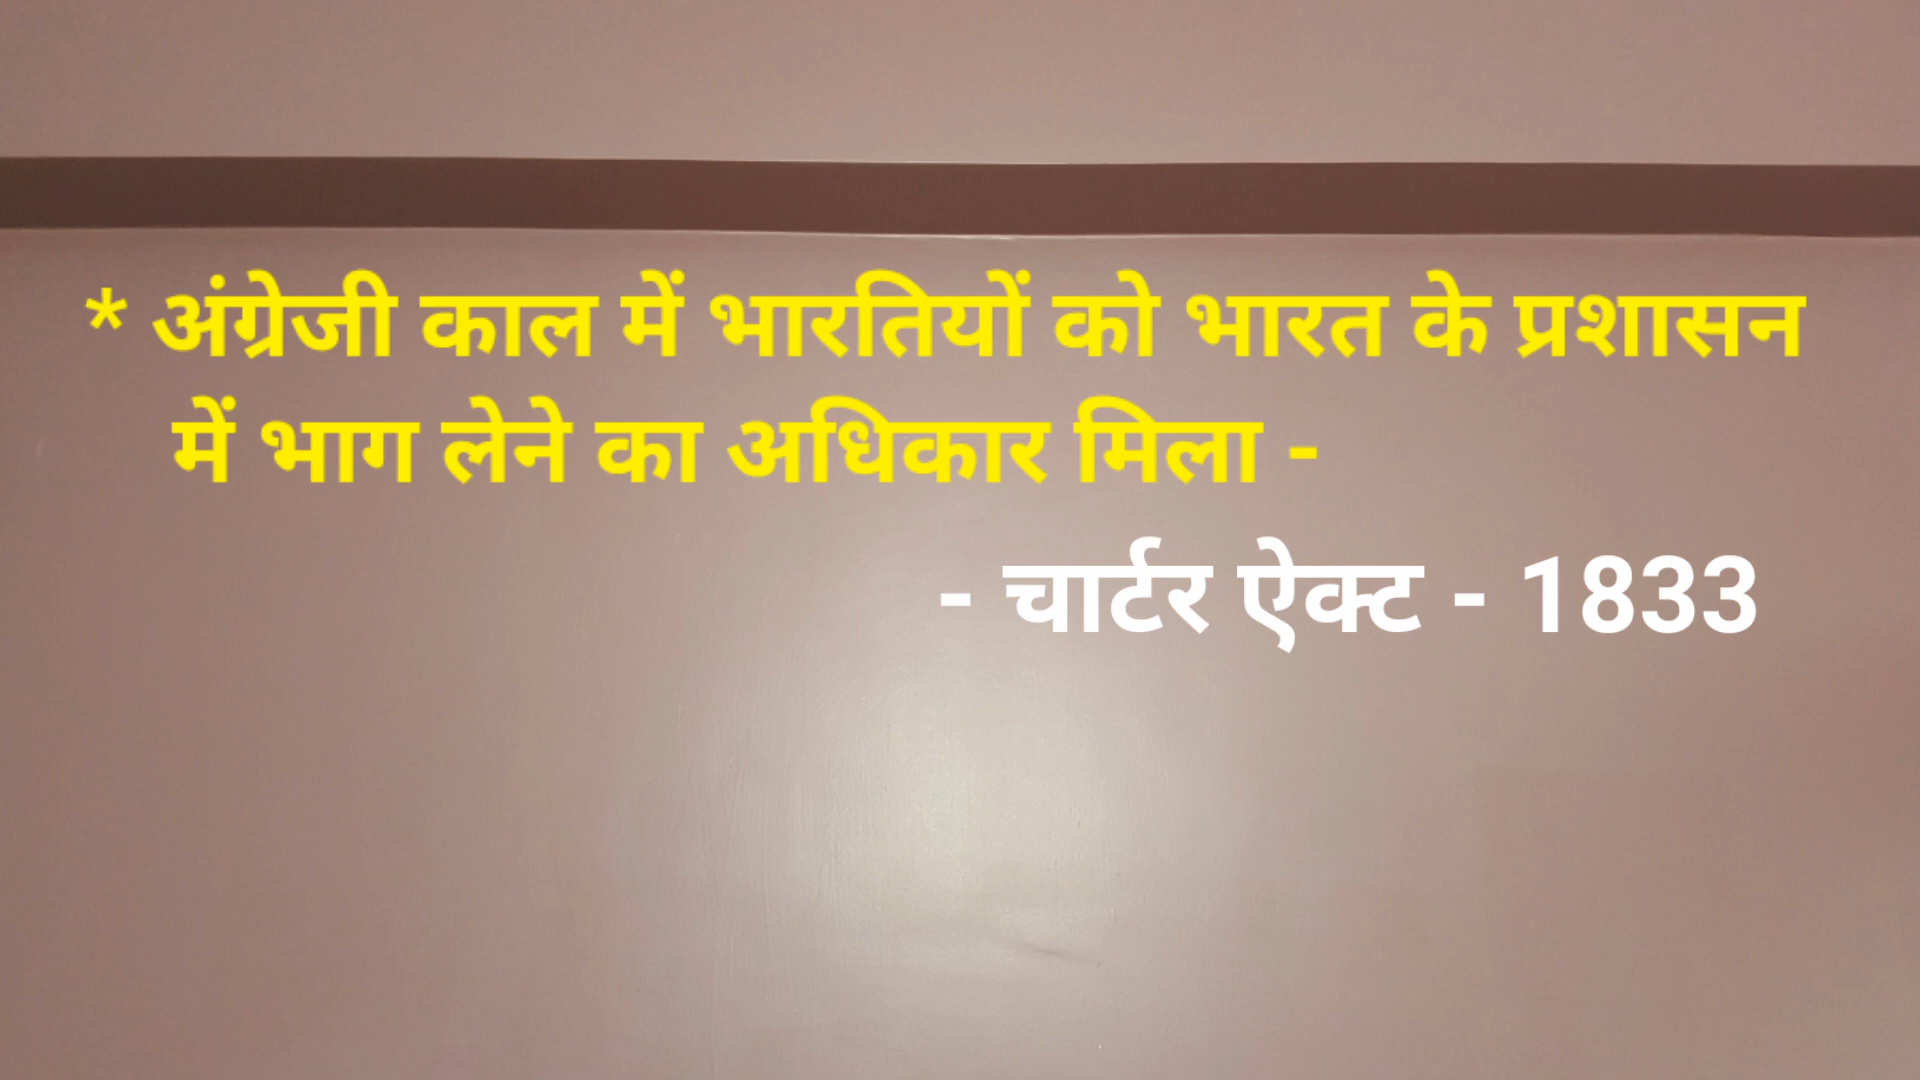 * अंग्रेजी काल में भारतियों को भारत के प्रशासन
में भाग लेने का अधिकार मिला -
- चार्टर ऐक्ट - 1833